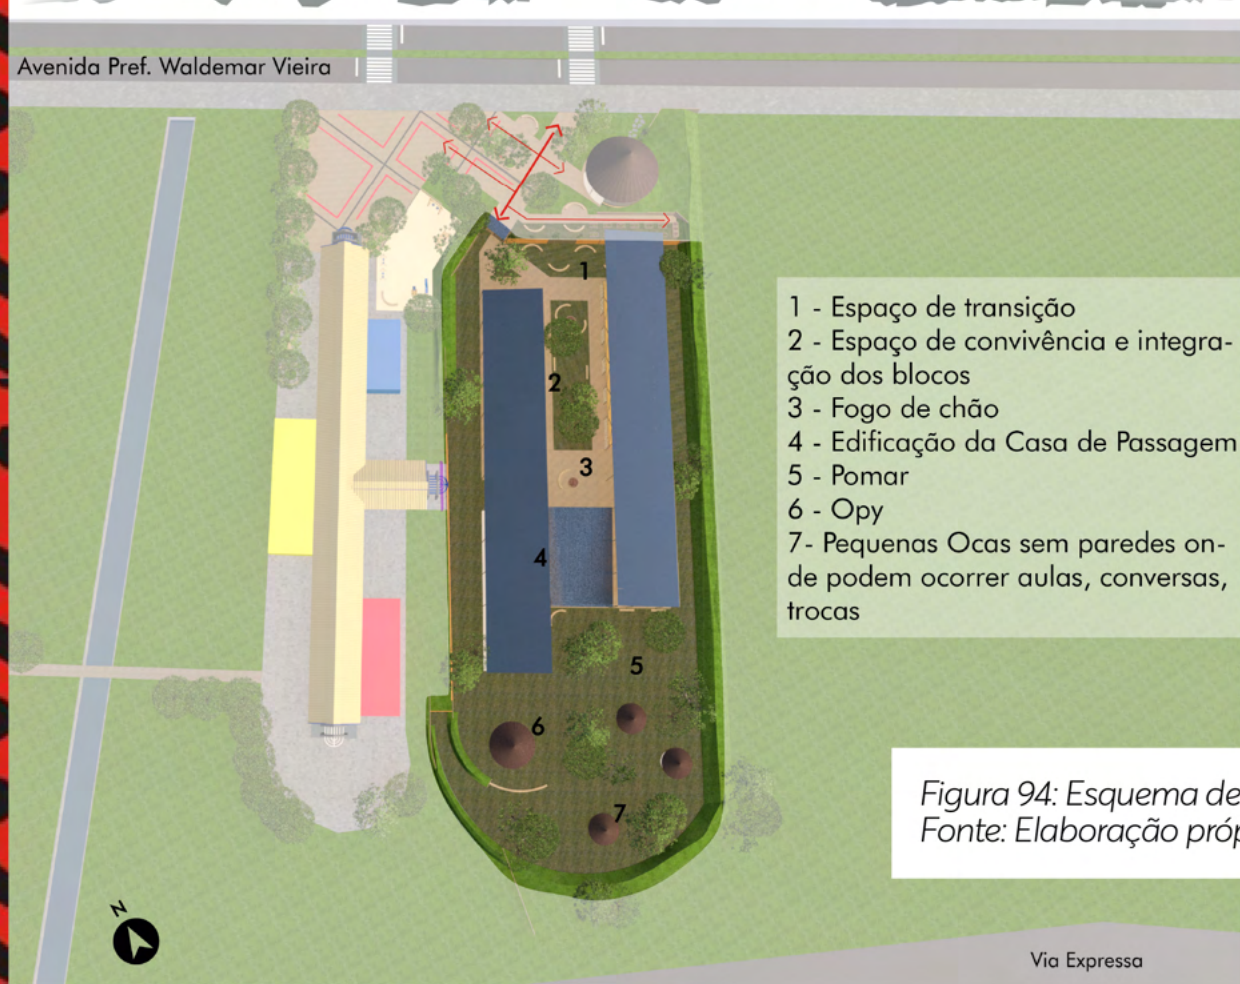 Avenida Pref. Waldemar Vieira
1
2
3
4
5
6
7
1 - Espaço de transição
2 - Espaço de convivência e integra-
ção dos blocos
3 - Fogo de chão
4 - Edificação da Casa de Passagem
5 - Pomar
6 - Opy
7- Pequenas Ocas sem paredes on-
de podem ocorrer aulas, conversas,
trocas
Figura 94: Esquema de
Fonte: Elaboração próp
N
Via Expressa